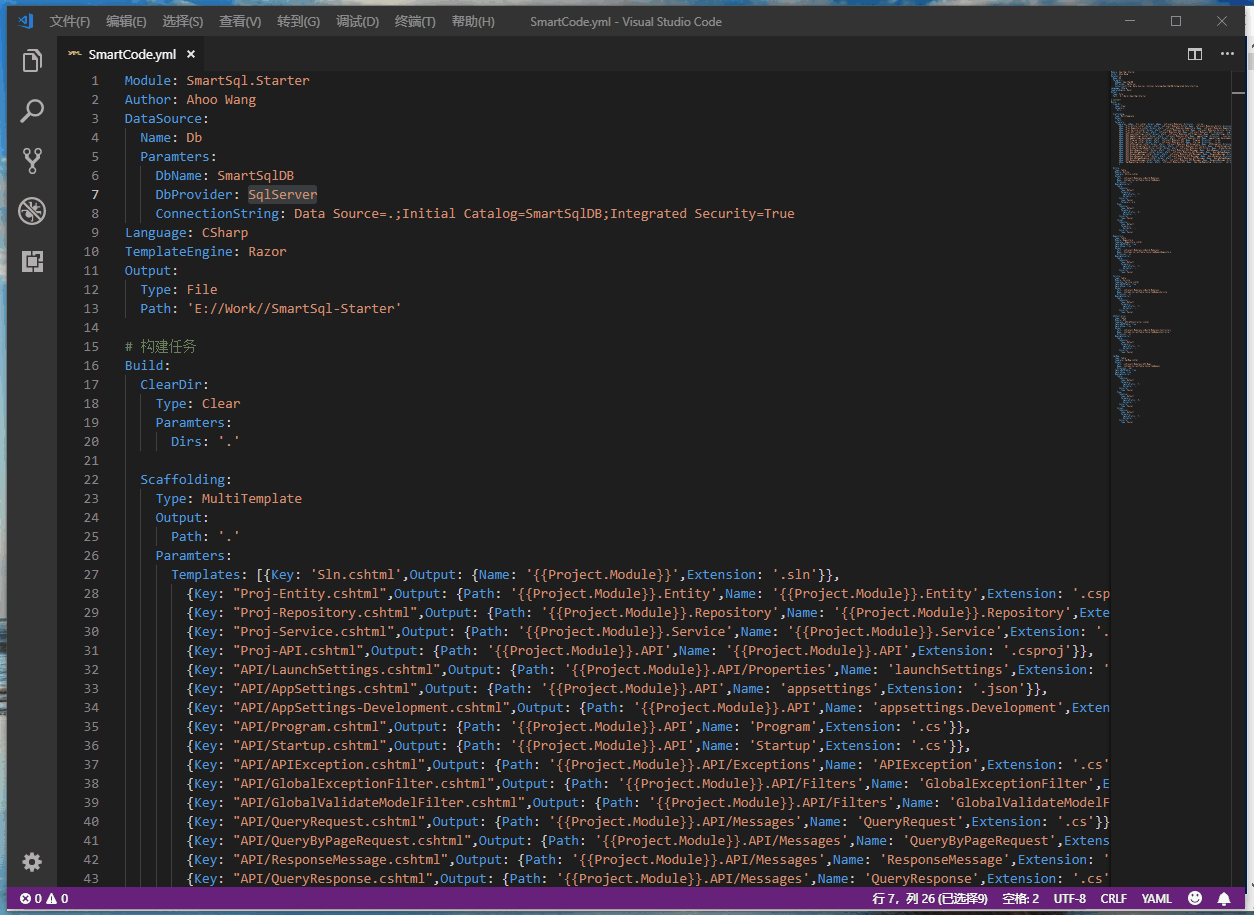 文件(F) 编辑(E) 选择(S) 查看(V) 转到(G) 调试(D) 终端(T) 帮助(H) SmartCode.yml - Visual Studio Code
YAML SmartCode.yml
1 Module: SmartSql.Starter
2 Author: Ahoo Wang
3 DataSource:
4 Name: Db
5 Paramters:
6 DbName: SmartSqlDB
7 DbProvider: SqlServer
8 ConnectionString: Data Source=.;Initial Catalog=SmartSqlDB;Integrated Security=True
9 Language: CSharp
10 TemplateEngine: Razor
11 Output:
12 Type: File
13 Path: 'E://Work//SmartSql-Starter'
14
15 # 构建任务
16 Build:
17 ClearDir:
18 Type: Clear
19 Paramters:
20 Dirs: '.'
21
22 Scaffolding:
23 Type: MultiTemplate
24 Output:
25 Path: '.'
26 Paramters:
27 Templates: [{Key: 'Sln.cshtml',Output: {Name: '{{Project.Module}}',Extension: '.sln'}},
28 {Key: "Proj-Entity.cshtml",Output: {Path: '{{Project.Module}}.Entity',Name: '{{Project.Module}}.Entity',Extension: '.csp
29 {Key: "Proj-Repository.cshtml",Output: {Path: '{{Project.Module}}.Repository',Name: '{{Project.Module}}.Repository',Exte
30 {Key: "Proj-Service.cshtml",Output: {Path: '{{Project.Module}}.Service',Name: '{{Project.Module}}.Service',Extension: '.
31 {Key: "Proj-API.cshtml",Output: {Path: '{{Project.Module}}.API',Name: '{{Project.Module}}.API',Extension: '.csproj'}},
32 {Key: "API/LaunchSettings.cshtml",Output: {Path: '{{Project.Module}}.API/Properties',Name: 'launchSettings',Extension: '
33 {Key: "API/AppSettings.cshtml",Output: {Path: '{{Project.Module}}.API',Name: 'appsettings',Extension: '.json'}},
34 {Key: "API/AppSettings-Development.cshtml",Output: {Path: '{{Project.Module}}.API',Name: 'appsettings.Development',Exten
35 {Key: "API/Program.cshtml",Output: {Path: '{{Project.Module}}.API',Name: 'Program',Extension: '.cs'}},
36 {Key: "API/Startup.cshtml",Output: {Path: '{{Project.Module}}.API',Name: 'Startup',Extension: '.cs'}},
37 {Key: "API/APIException.cshtml",Output: {Path: '{{Project.Module}}.API/Exceptions',Name: 'APIException',Extension: '.cs'
38 {Key: "API/GlobalExceptionFilter.cshtml",Output: {Path: '{{Project.Module}}.API/Filters',Name: 'GlobalExceptionFilter',E
39 {Key: "API/GlobalValidateModelFilter.cshtml",Output: {Path: '{{Project.Module}}.API/Filters',Name: 'GlobalValidateModelF
40 {Key: "API/QueryRequest.cshtml",Output: {Path: '{{Project.Module}}.API/Messages',Name: 'QueryRequest',Extension: '.cs'}}
41 {Key: "API/QueryByPageRequest.cshtml",Output: {Path: '{{Project.Module}}.API/Messages',Name: 'QueryByPageRequest',Extens
42 {Key: "API/ResponseMessage.cshtml",Output: {Path: '{{Project.Module}}.API/Messages',Name: 'ResponseMessage',Extension: '
43 {Key: "API/QueryResponse.cshtml",Output: {Path: '{{Project.Module}}.API/Messages',Name: 'QueryResponse',Extension: '.cs'
0 0 行 7，列 26 (已选择9) 空格: 2 UTF-8 CRLF YAML